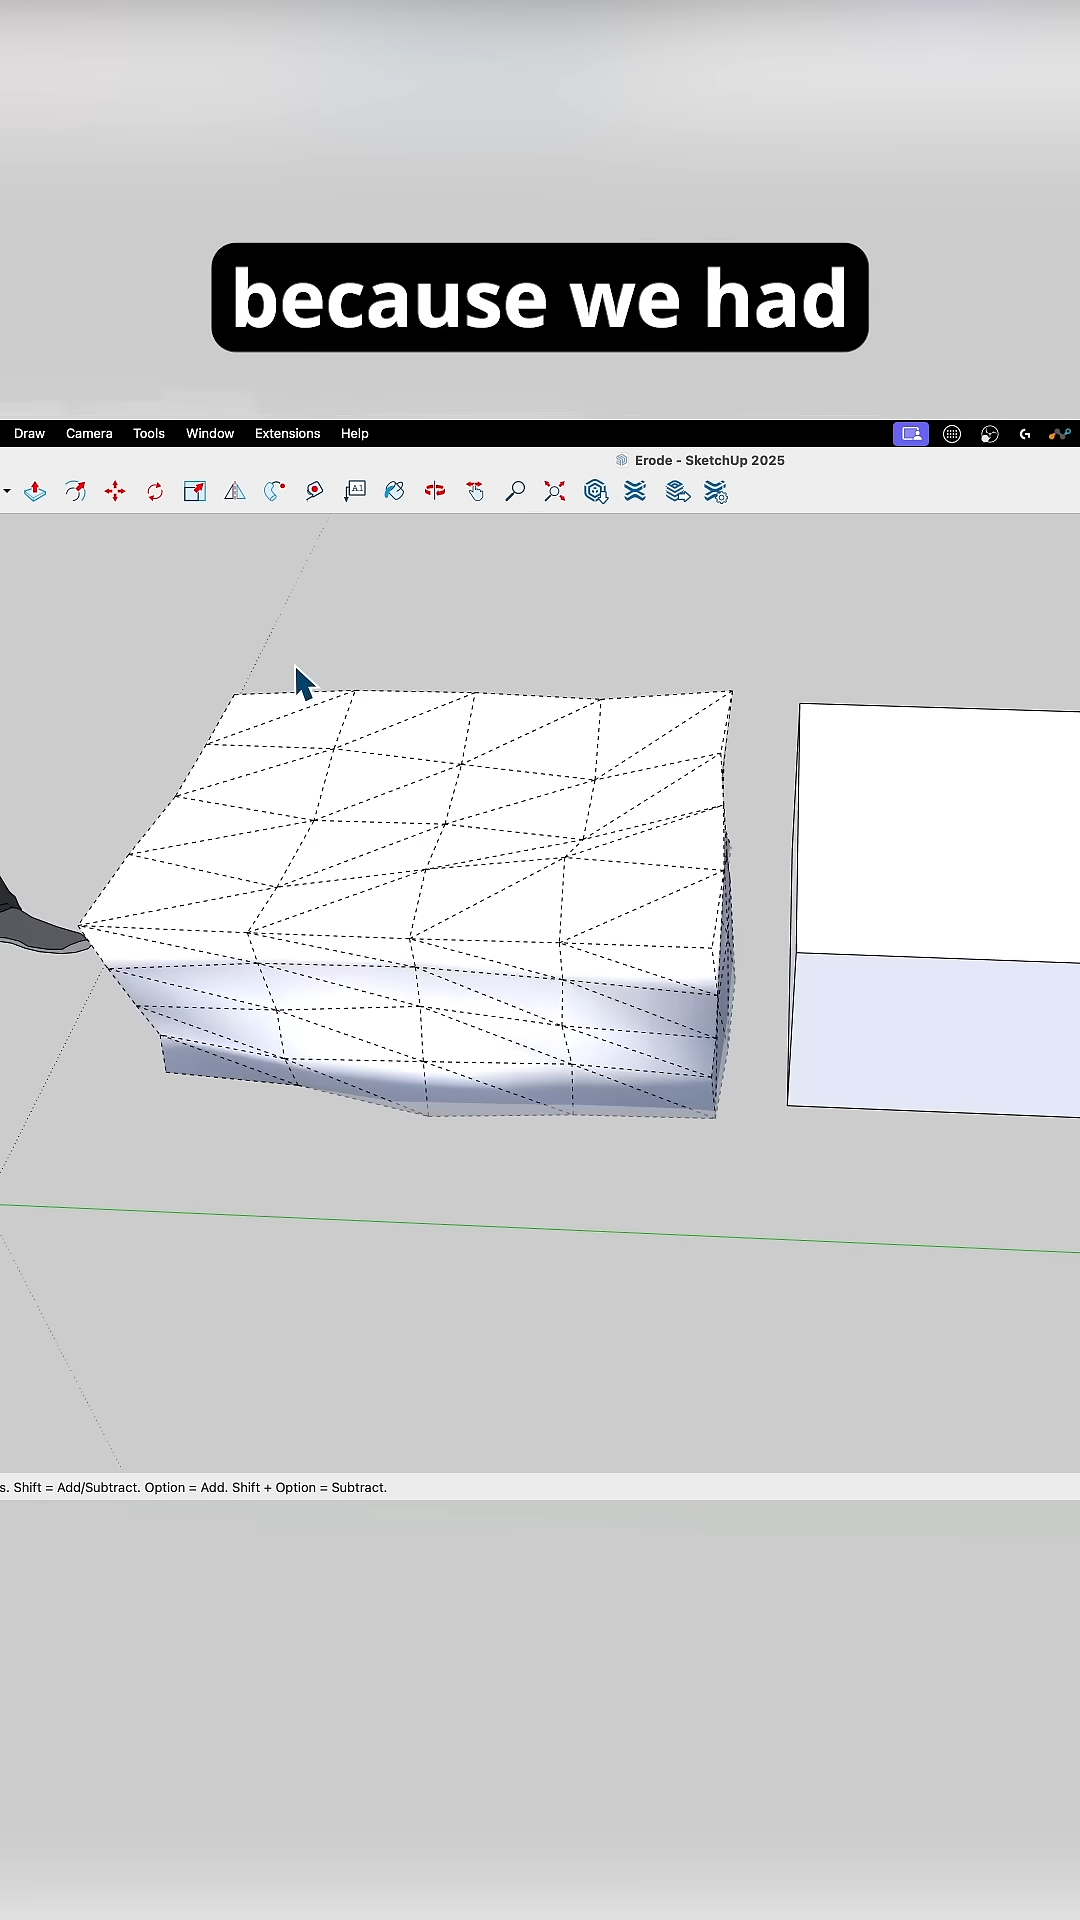 because we had
Draw Camera Tools Window Extensions Help
Erode - SketchUp 2025
A1
s. Shift = Add/Subtract. Option = Add. Shift + Option = Subtract.